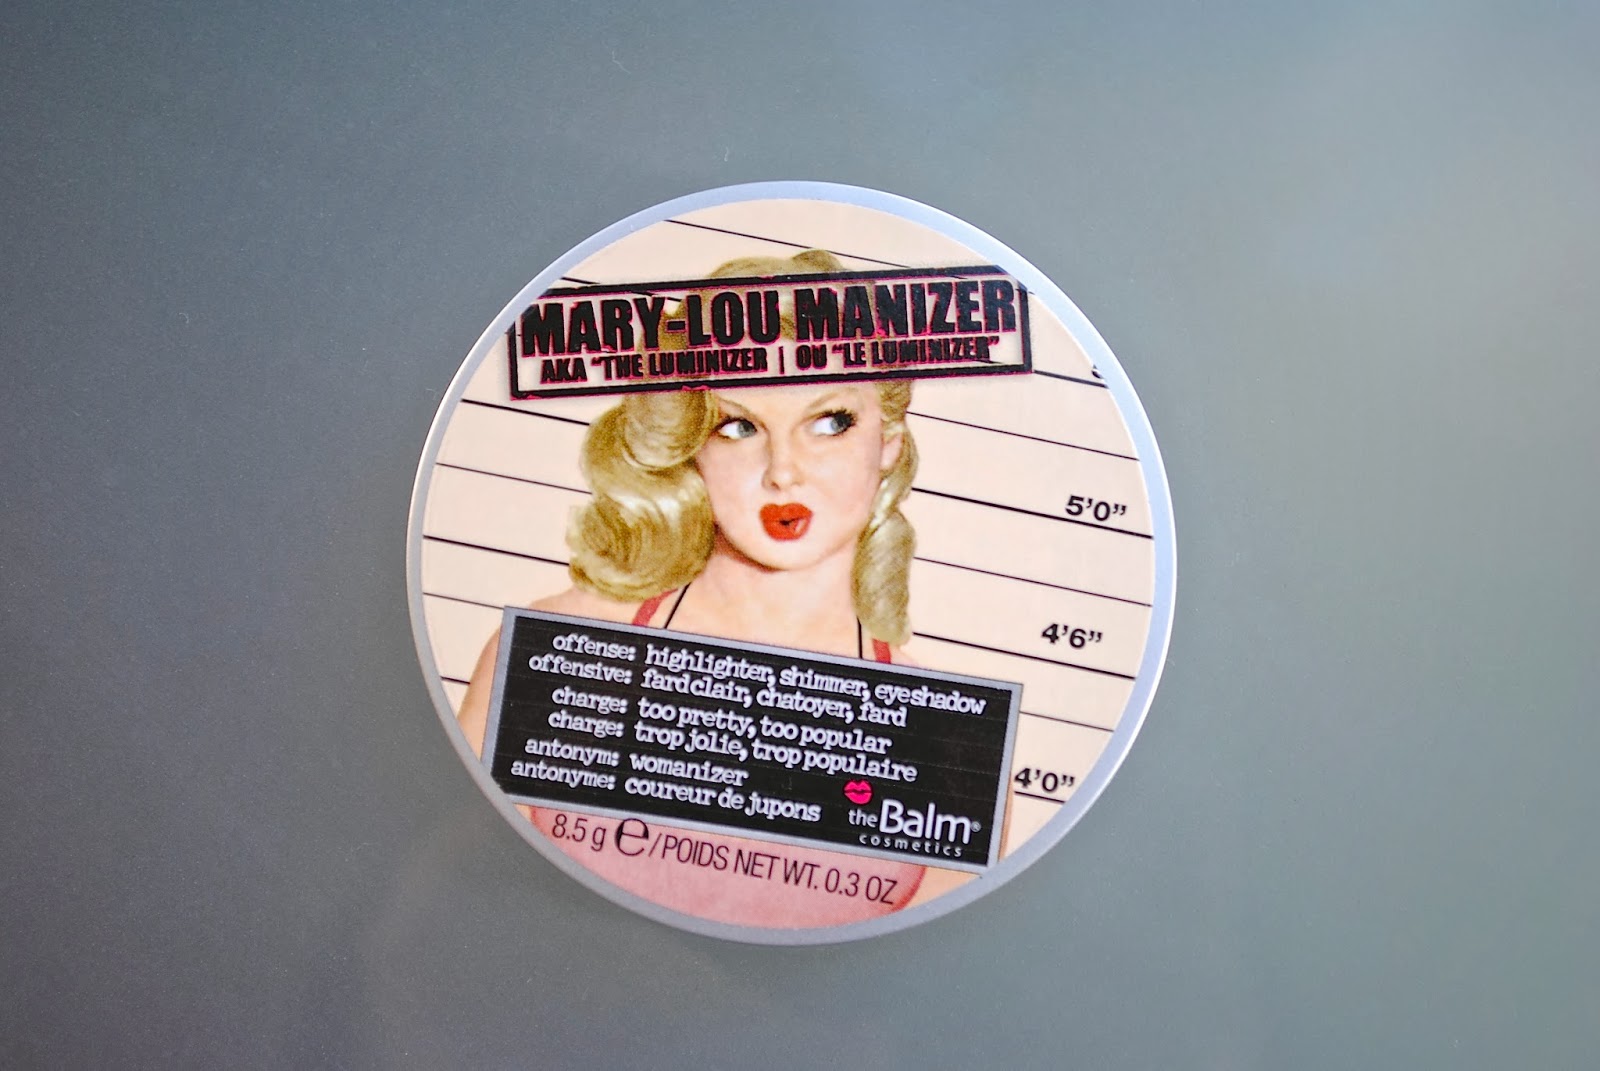 MARY-LOU MANIZER
AKA "THE LUMINIZER | OU "LE LUMINIZER"
5'0"
4'6"
4'0"
offense: highlighter, shimmer, eyeshadow
offensive: fard clair, chatoyer, fard
charge: too pretty, too popular
charge: trop jolie, trop populaire
antonym: womanizer
antonyme: coureur de jupons
theBalm®
cosmetics
8.5 g ℮/POIDS NET WT. 0.3 OZ